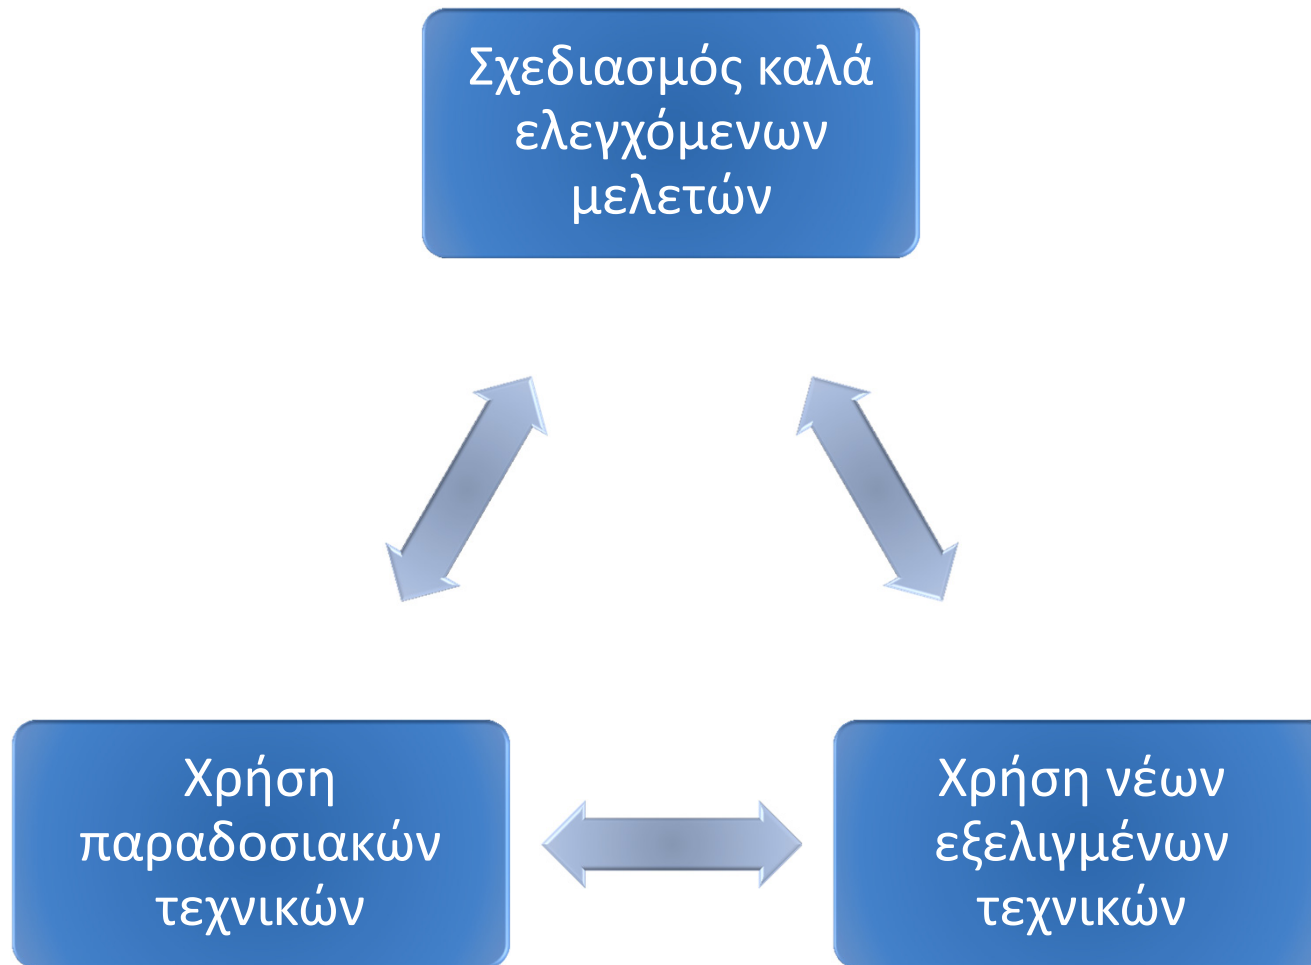 Σχεδιασμός καλά
ελεγχόμενων
μελετών
Χρήση
παραδοσιακών
τεχνικών
Χρήση νέων
εξελιγμένων
τεχνικών